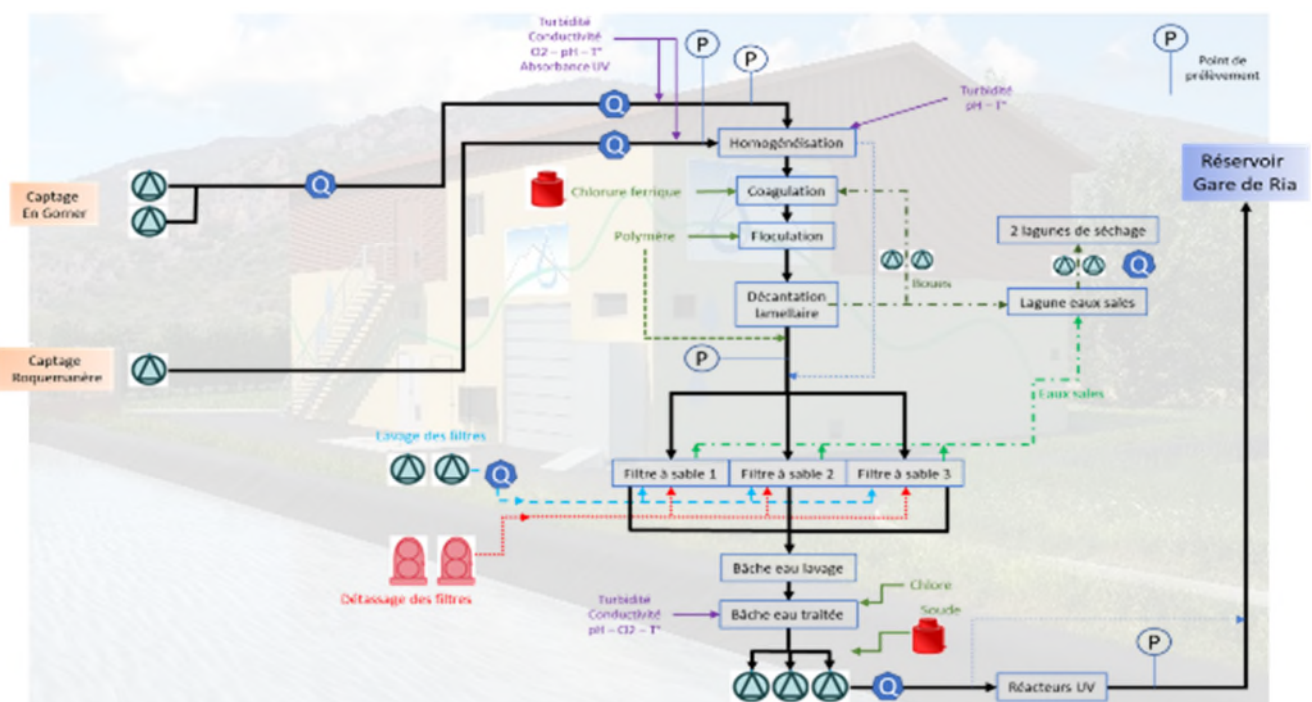 Turbidité
Conductivité
Cl2 – pH – T°
Absorbance UV
P
P
P
Point de
prélèvement
Turbidité
pH – T°
Q
Q
Q
Homogénéisation
Réservoir
Gare de Ria
Captage
En Gorner
Chlorure ferrique
Coagulation
Polymère
Floculation
2 lagunes de séchage
Q
Boues
Décantation
lamellaire
Lagune eaux sales
P
Captage
Roquemanère
Eaux sales
Lavage des filtres
Q
Filtre à sable 1
Filtre à sable 2
Filtre à sable 3
Détassage des filtres
Bâche eau lavage
Chlore
Turbidité
Conductivité
pH – Cl2 – T°
Bâche eau traitée
Soude
P
Q
Réacteurs UV